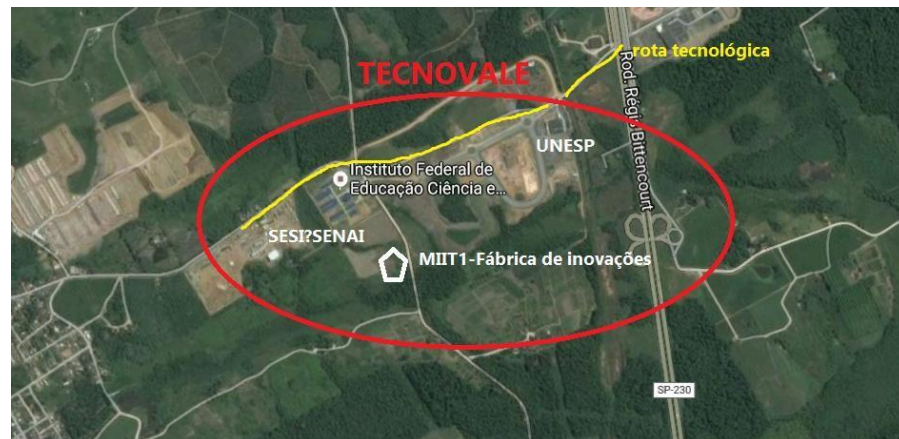 rota tecnológica
TECNOVALE
Rod. Régis Bittencourt
UNESP
Instituto Federal de
Educação Ciência e...
SESI?SENAI
MIIT1-Fábrica de inovações
SP-230